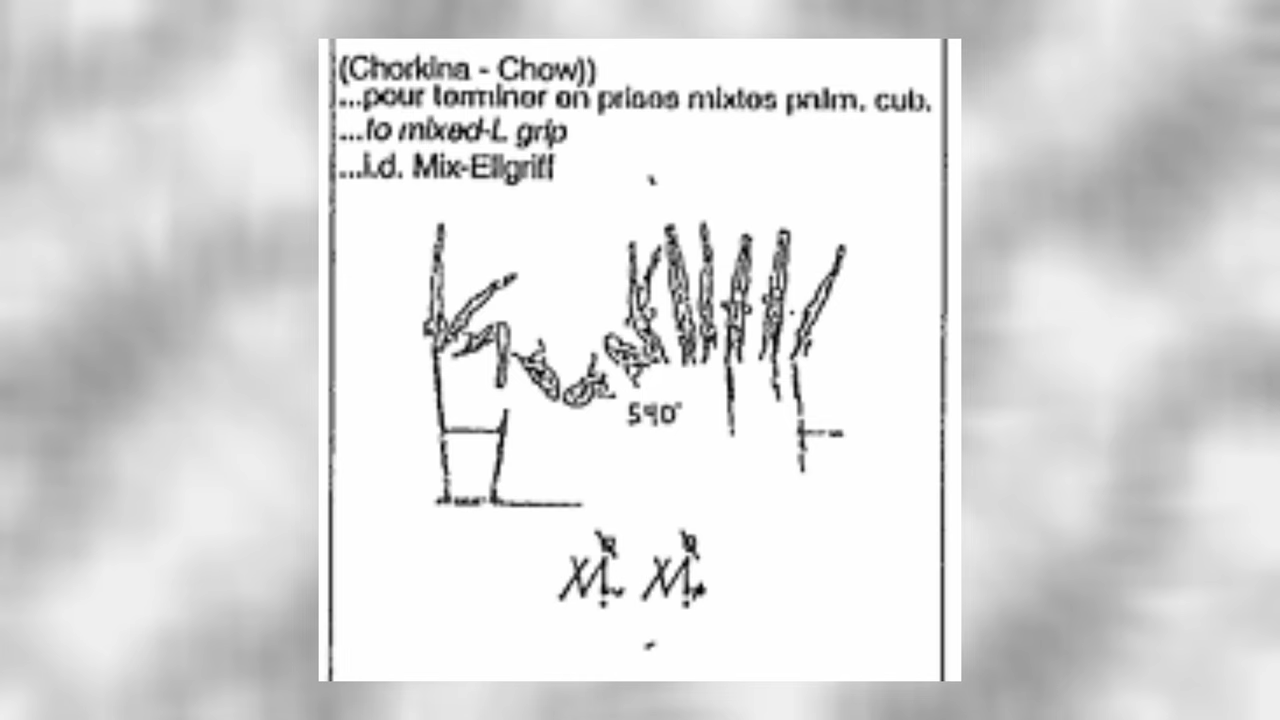 (Chorkina - Chow))
...pour terminer en prises mixtes palm. cub.
...to mixed-L grip
...i.d. Mix-Ellgriff
540°